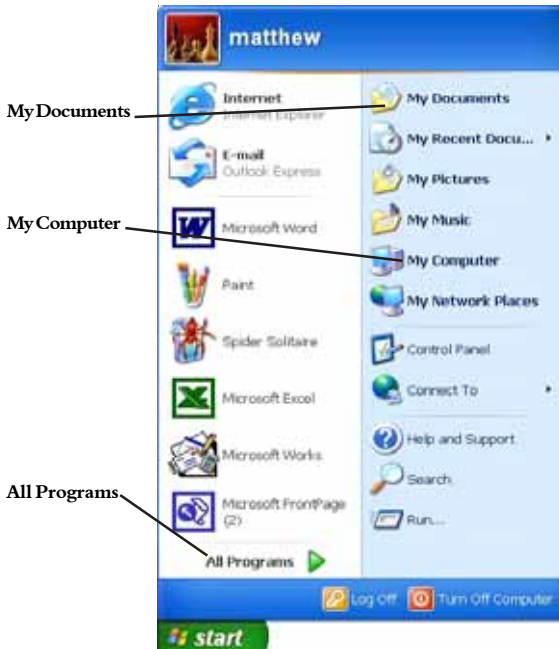 matthew
My Documents
My Computer
All Programs
Internet
Internet Explorer
E-mail
Outlook Express
Microsoft Word
Paint
Spider Solitaire
Microsoft Excel
Microsoft Works
Microsoft FrontPage
(2)
All Programs
My Documents
My Recent Docu...
My Pictures
My Music
My Computer
My Network Places
Control Panel
Connect To
Help and Support
Search
Run...
Log Off
Turn Off Computer
start